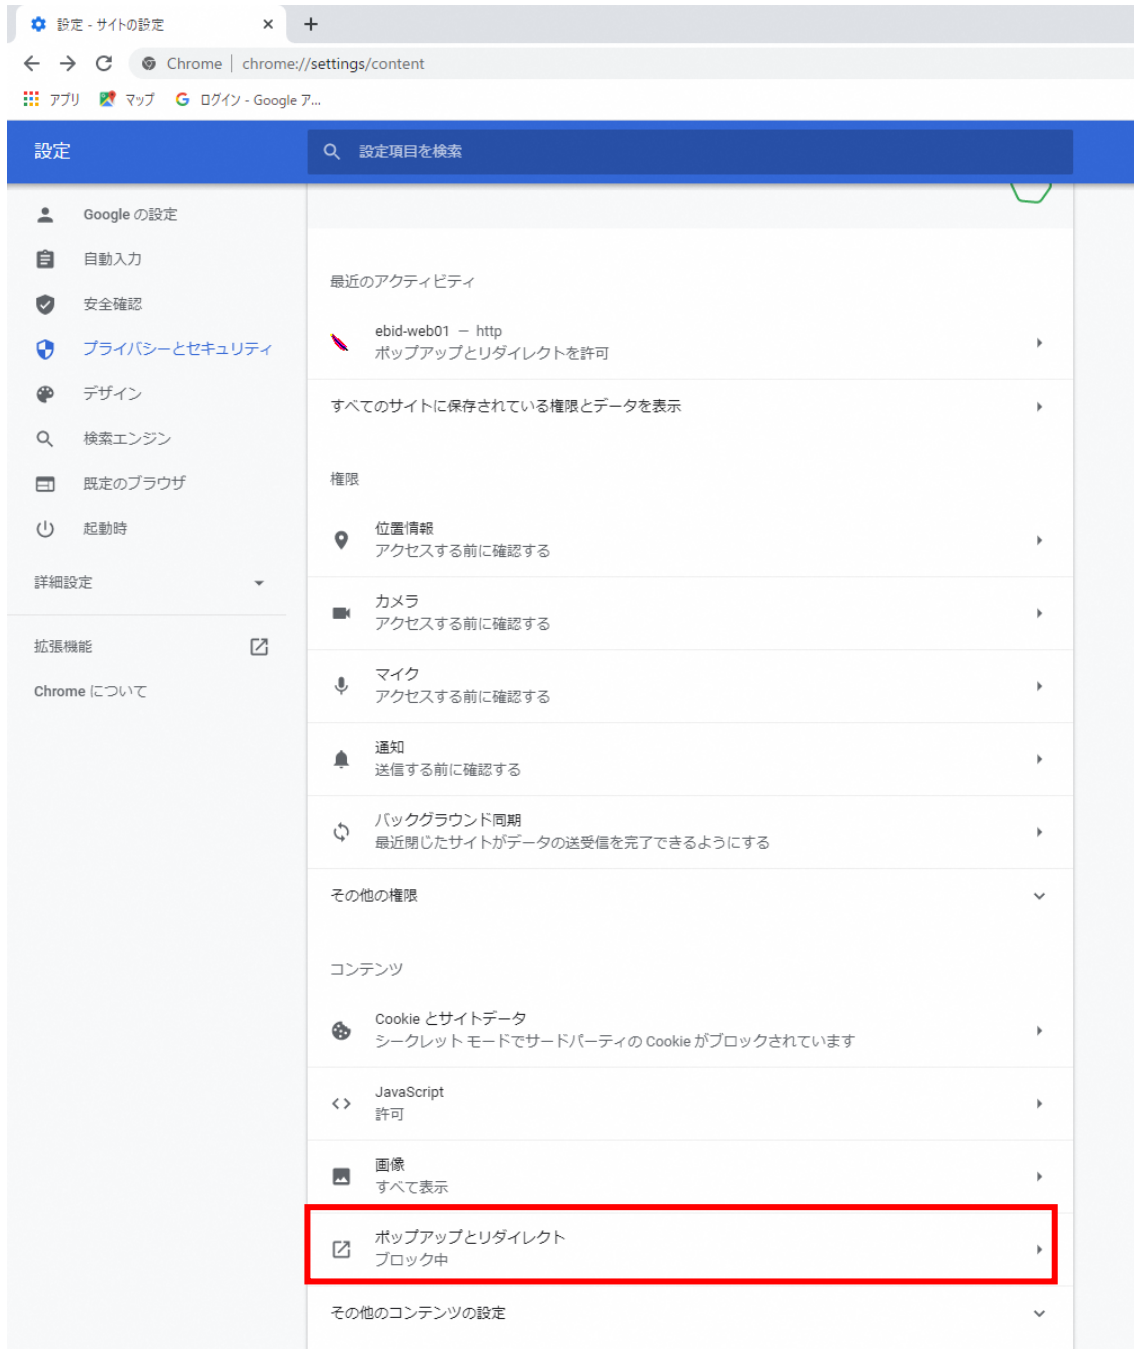 設定 - サイトの設定
Chrome | chrome://settings/content
アプリ マップ ログイン - Google ア...
設定
設定項目を検索
Google の設定
自動入力
安全確認
プライバシーとセキュリティ
デザイン
検索エンジン
既定のブラウザ
起動時
詳細設定
拡張機能
Chrome について
最近のアクティビティ
ebid-web01 － http
ポップアップとリダイレクトを許可
すべてのサイトに保存されている権限とデータを表示
権限
位置情報
アクセスする前に確認する
カメラ
アクセスする前に確認する
マイク
アクセスする前に確認する
通知
送信する前に確認する
バックグラウンド同期
最近閉じたサイトがデータの送受信を完了できるようにする
その他の権限
コンテンツ
Cookie とサイトデータ
シークレット モードでサードパーティの Cookie がブロックされています
JavaScript
許可
画像
すべて表示
ポップアップとリダイレクト
ブロック中
その他のコンテンツの設定